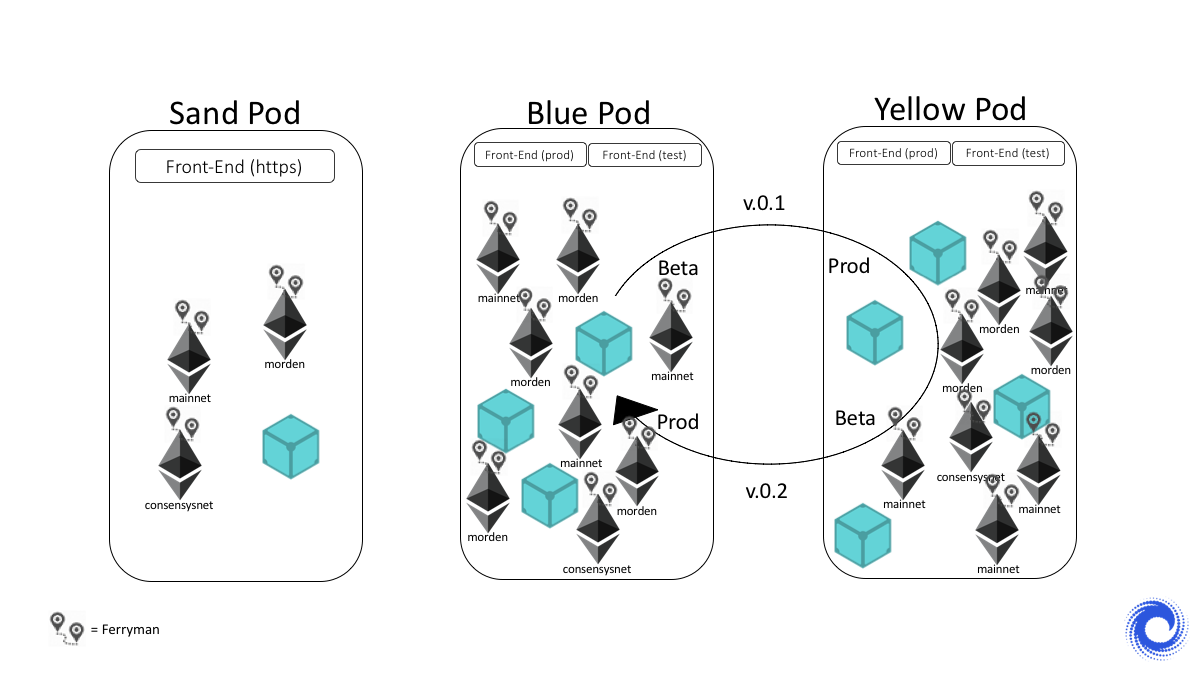 Sand Pod
Front-End (https)
morden
mainnet
consensysnet
Blue Pod
Front-End (prod)
Front-End (test)
mainnet
morden
Beta
morden
mainnet
Prod
mainnet
morden
morden
consensysnet
v.0.1
v.0.2
Yellow Pod
Front-End (prod)
Front-End (test)
Prod
mainnet
morden
morden
morden
Beta
consensysnet
mainnet
mainnet
mainnet
= Ferryman